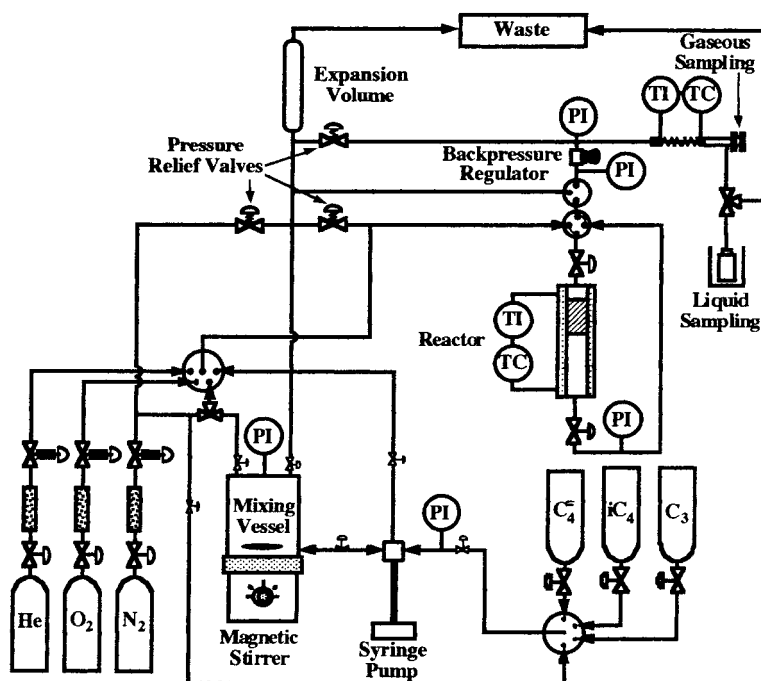 Waste
Gaseous
Sampling
Expansion
Volume
TI
TC
PI
Pressure
Relief Valves
Backpressure
Regulator
PI
Liquid
Sampling
Reactor
TI
TC
PI
PI
Mixing
Vessel
PI
C₄⁼
iC₄
C₃
He
O₂
N₂
Magnetic
Stirrer
Syringe
Pump